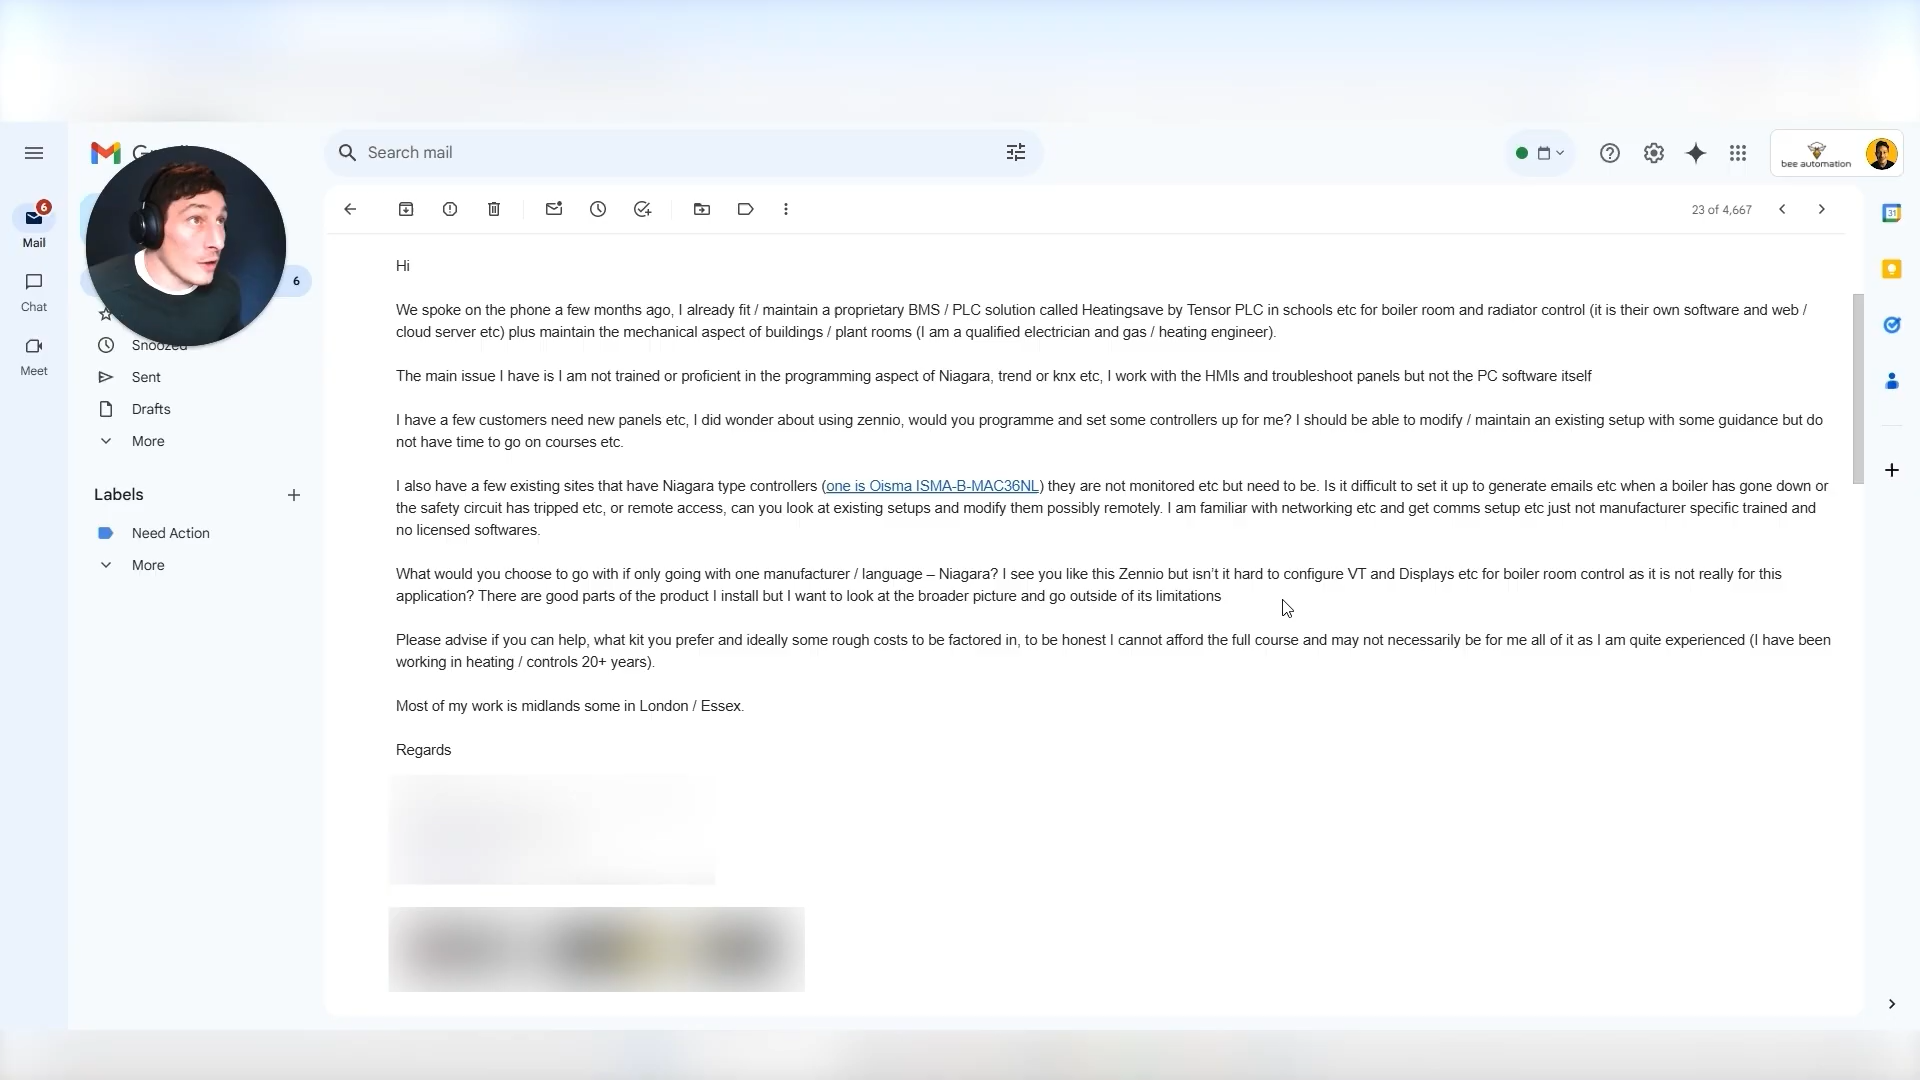 Search mail
bee automation
6
Mail
23 of 4,667
31
Chat
6
Meet
Snoozed
Sent
Drafts
More
Labels
Need Action
More
Hi
We spoke on the phone a few months ago, I already fit / maintain a proprietary BMS / PLC solution called Heatingsave by Tensor PLC in schools etc for boiler room and radiator control (it is their own software and web /
cloud server etc) plus maintain the mechanical aspect of buildings / plant rooms (I am a qualified electrician and gas / heating engineer).
The main issue I have is I am not trained or proficient in the programming aspect of Niagara, trend or knx etc, I work with the HMIs and troubleshoot panels but not the PC software itself
I have a few customers need new panels etc, I did wonder about using zennio, would you programme and set some controllers up for me? I should be able to modify / maintain an existing setup with some guidance but do
not have time to go on courses etc.
I also have a few existing sites that have Niagara type controllers (one is Oisma ISMA-B-MAC36NL) they are not monitored etc but need to be. Is it difficult to set it up to generate emails etc when a boiler has gone down or
the safety circuit has tripped etc, or remote access, can you look at existing setups and modify them possibly remotely. I am familiar with networking etc and get comms setup etc just not manufacturer specific trained and
no licensed softwares.
What would you choose to go with if only going with one manufacturer / language – Niagara? I see you like this Zennio but isn't it hard to configure VT and Displays etc for boiler room control as it is not really for this
application? There are good parts of the product I install but I want to look at the broader picture and go outside of its limitations
Please advise if you can help, what kit you prefer and ideally some rough costs to be factored in, to be honest I cannot afford the full course and may not necessarily be for me all of it as I am quite experienced (I have been
working in heating / controls 20+ years).
Most of my work is midlands some in London / Essex.
Regards